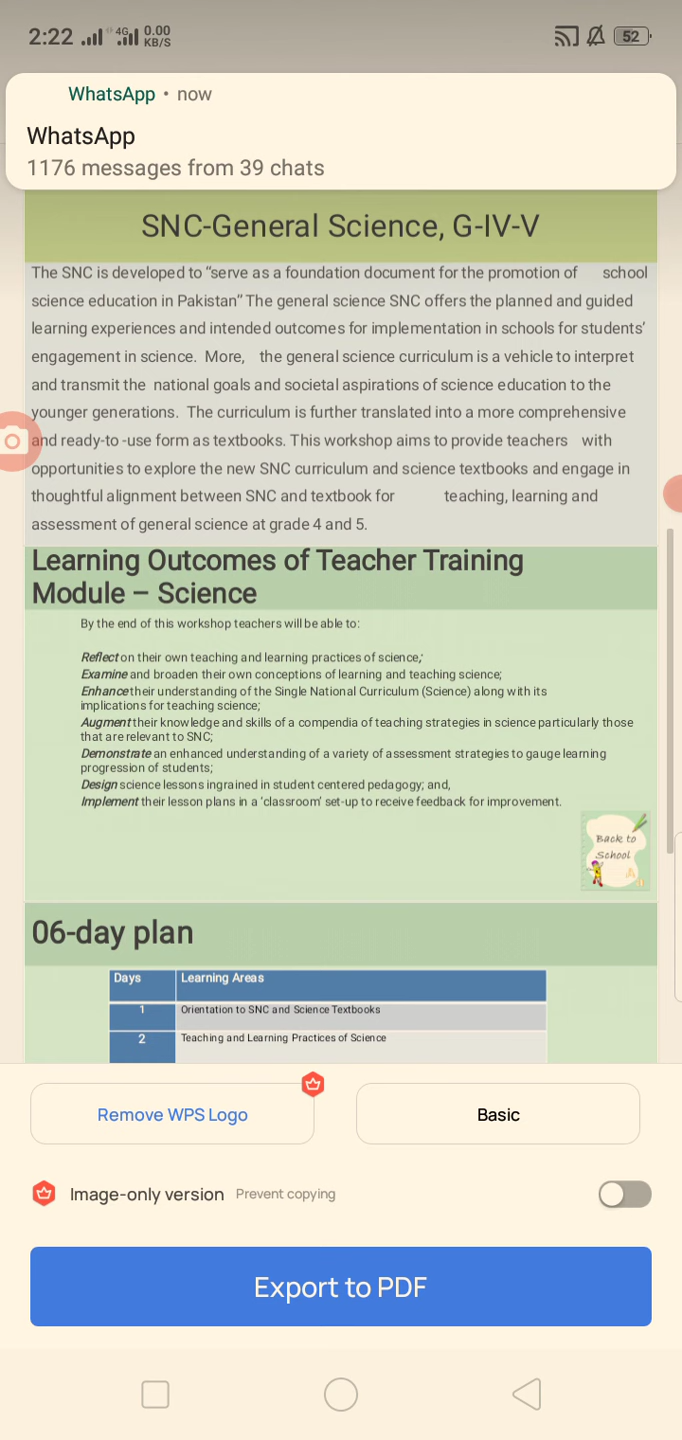 2:22 4G 0.00 KB/S 52
WhatsApp • now
WhatsApp
1176 messages from 39 chats
SNC-General Science, G-IV-V
The SNC is developed to “serve as a foundation document for the promotion of school
science education in Pakistan” The general science SNC offers the planned and guided
learning experiences and intended outcomes for implementation in schools for students’
engagement in science. More, the general science curriculum is a vehicle to interpret
and transmit the national goals and societal aspirations of science education to the
younger generations. The curriculum is further translated into a more comprehensive
and ready-to -use form as textbooks. This workshop aims to provide teachers with
opportunities to explore the new SNC curriculum and science textbooks and engage in
thoughtful alignment between SNC and textbook for teaching, learning and
assessment of general science at grade 4 and 5.
Learning Outcomes of Teacher Training
Module – Science
By the end of this workshop teachers will be able to:
Reflect on their own teaching and learning practices of science;
Examine and broaden their own conceptions of learning and teaching science;
Enhance their understanding of the Single National Curriculum (Science) along with its
implications for teaching science;
Augment their knowledge and skills of a compendia of teaching strategies in science particularly those
that are relevant to SNC;
Demonstrate an enhanced understanding of a variety of assessment strategies to gauge learning
progression of students;
Design science lessons ingrained in student centered pedagogy; and,
Implement their lesson plans in a ‘classroom’ set-up to receive feedback for improvement.
Back to
School
06-day plan
Days Learning Areas
1 Orientation to SNC and Science Textbooks
2 Teaching and Learning Practices of Science
Remove WPS Logo Basic
Image-only version Prevent copying
Export to PDF